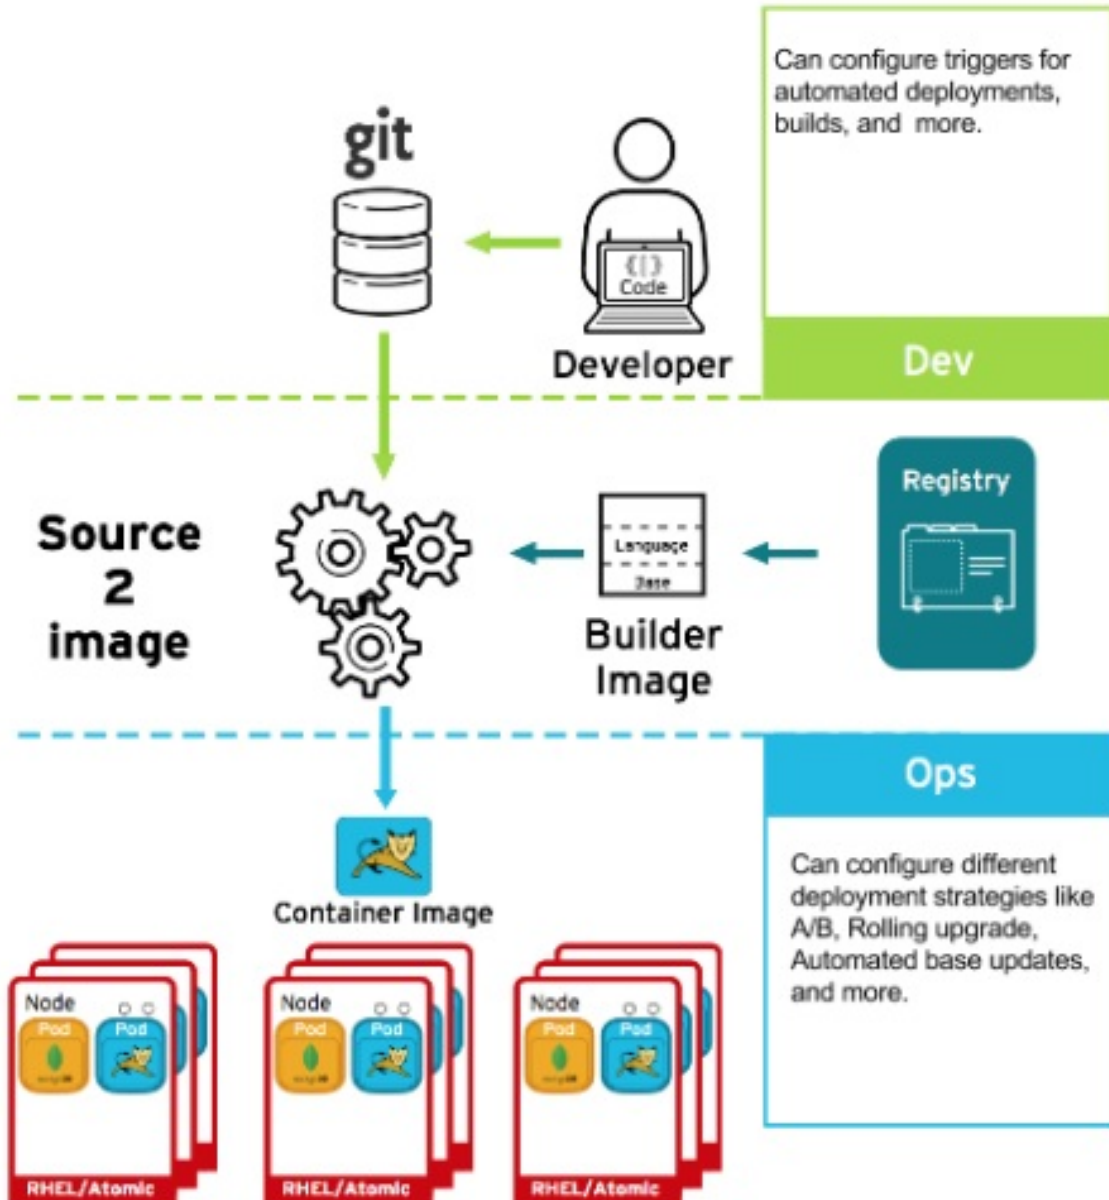 Can configure triggers for
automated deployments,
builds, and more.
git
{|}
Code
Developer
Dev
Registry
Source
2
image
Language
Base
Builder
Image
Ops
Container Image
Can configure different
deployment strategies like
A/B, Rolling upgrade,
Automated base updates,
and more.
Node
Pod
Pod
RHEL/Atomic
Node
Pod
Pod
RHEL/Atomic
Node
Pod
Pod
RHEL/Atomic